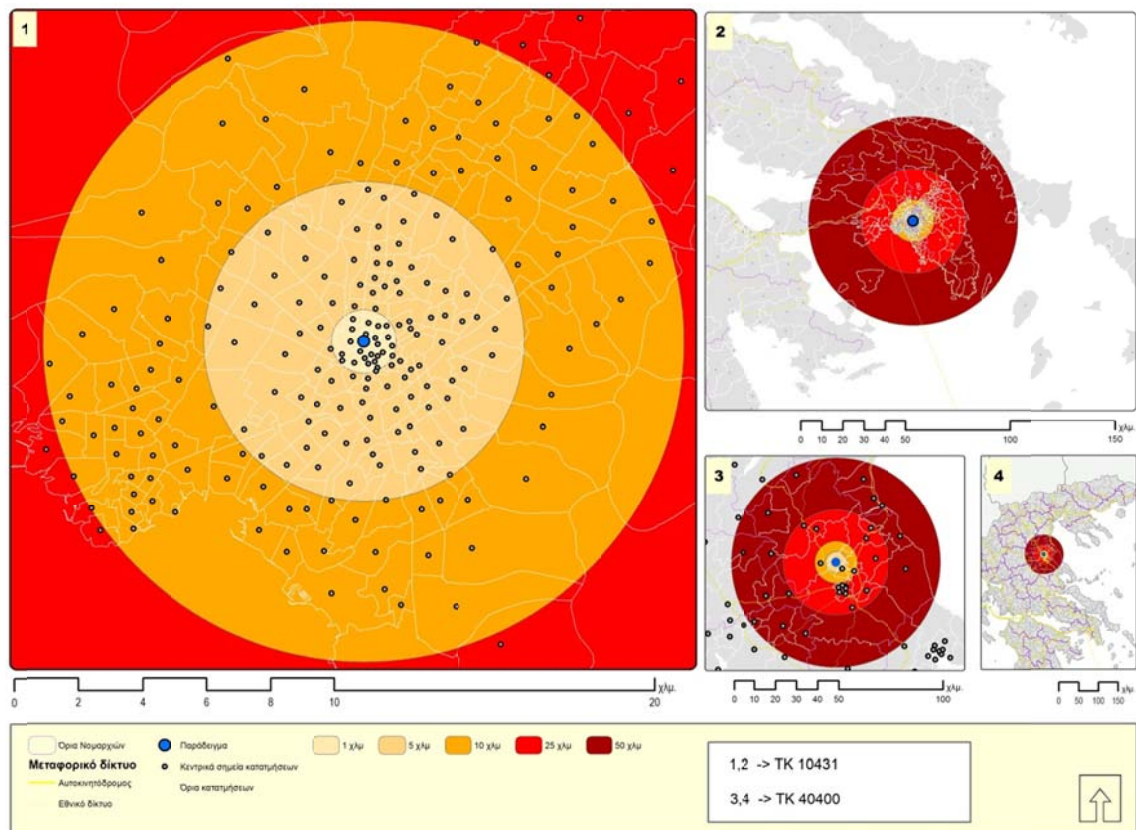 1
2
3
4
0 2 4 6 8 10 20 χλμ.
0 10 20 30 40 50 100 150 χλμ.
0 10 20 30 40 50 100 χλμ.
0 50 100 150 χλμ.
Όρια Νομαρχιών
Μεταφορικό δίκτυο
Αυτοκινητόδρομος
Εθνικό δίκτυο
Παράδειγμα
Κεντρικά σημεία κατατμήσεων
Όρια κατατμήσεων
1 χλμ 5 χλμ 10 χλμ 25 χλμ 50 χλμ
1,2 -> ΤΚ 10431
3,4 -> ΤΚ 40400